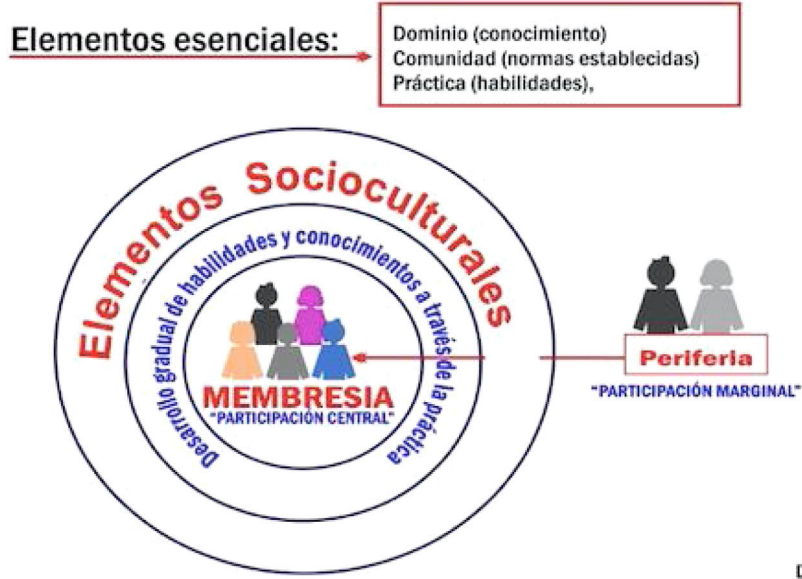 Elementos esenciales:
Dominio (conocimiento)
Comunidad (normas establecidas)
Práctica (habilidades),
Elementos Socioculturales
Desarrollo gradual de habilidades y conocimientos a través de la práctica
MEMBRESIA
"PARTICIPACIÓN CENTRAL"
Periferia
"PARTICIPACIÓN MARGINAL"